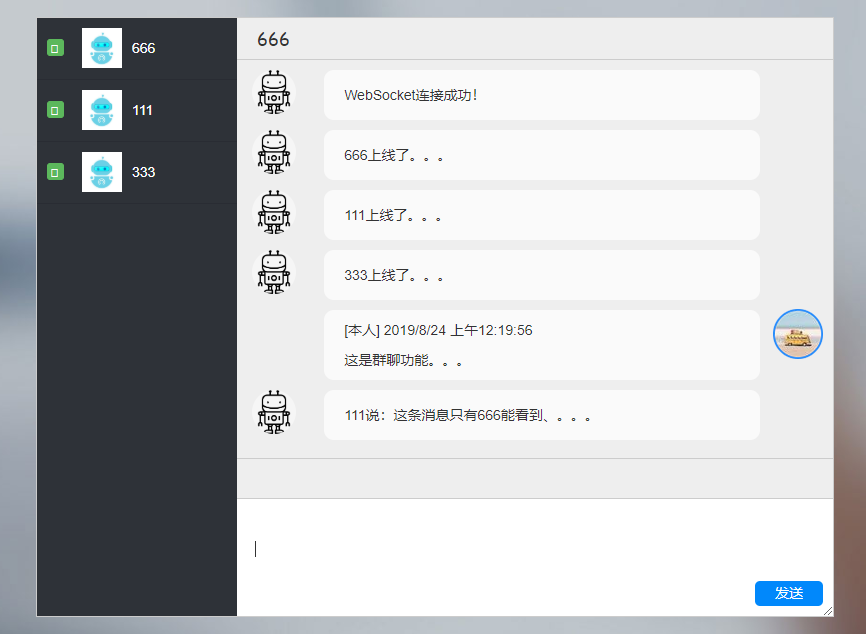 666
111
333
666
WebSocket连接成功!
666上线了。。。
111上线了。。。
333上线了。。。
[本人] 2019/8/24 上午12:19:56
这是群聊功能。。。
111说：这条消息只有666能看到、。。。
发送